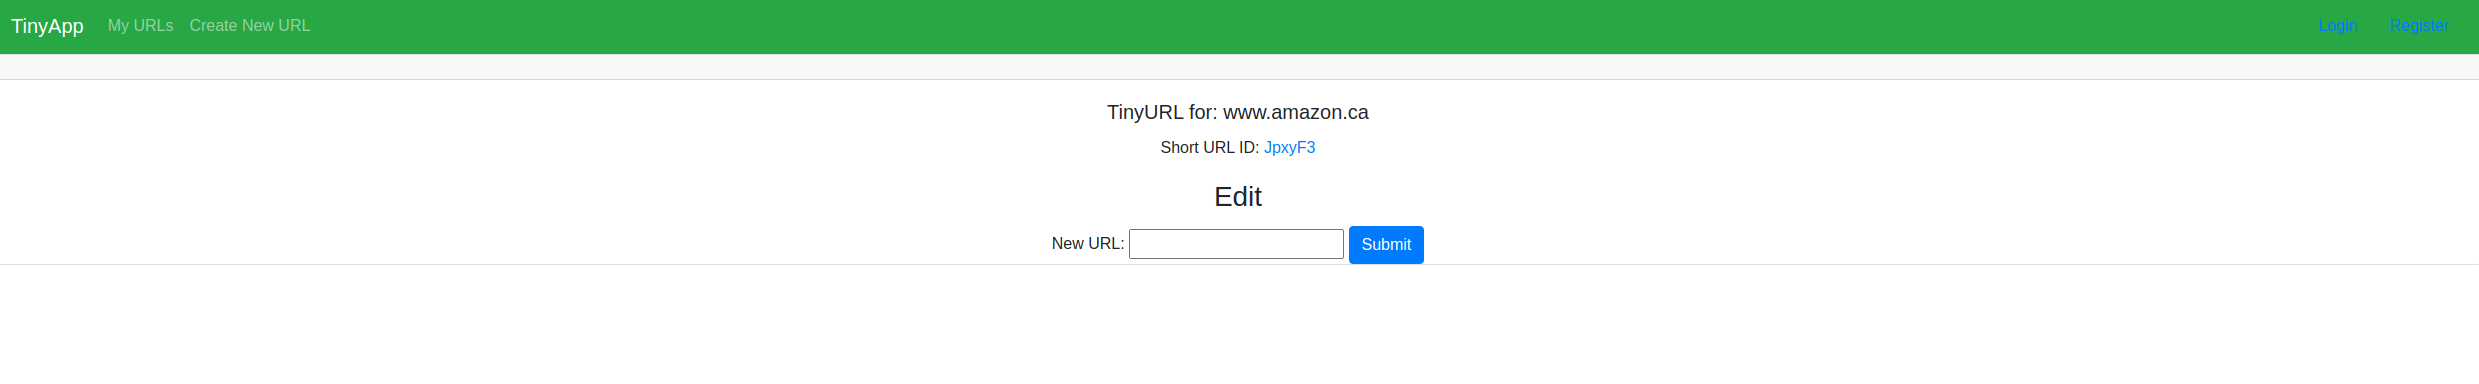 TinyApp My URLs Create New URL Login Register
TinyURL for: www.amazon.ca
Short URL ID: JpxyF3
Edit
New URL: Submit